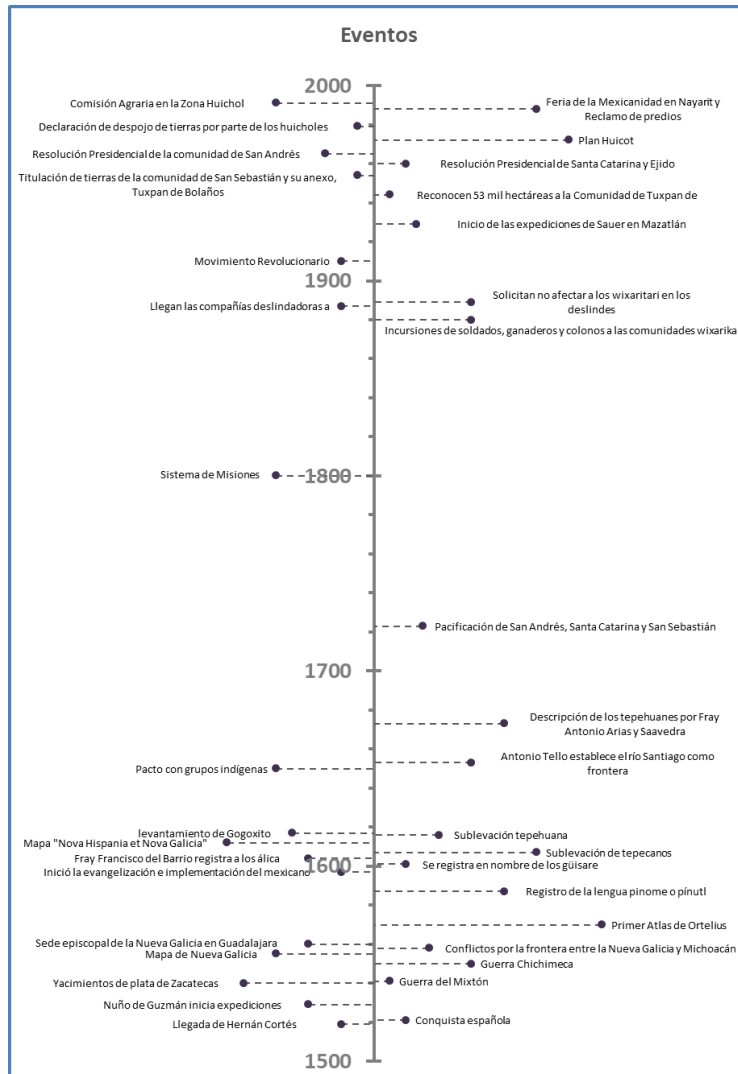 Eventos
2000
Comisión Agraria en la Zona Huichol
Feria de la Mexicanidad en Nayarit y
Reclamo de predios
Declaración de despojo de tierras por parte de los huicholes
Plan Huicot
Resolución Presidencial de la comunidad de San Andrés
Resolución Presidencial de Santa Catarina y Ejido
Titulación de tierras de la comunidad de San Sebastián y su anexo,
Tuxpan de Bolaños
Reconocen 53 mil hectáreas a la Comunidad de Tuxpan de
Inicio de las expediciones de Sauer en Mazatlán
Movimiento Revolucionario
1900
Solicitan no afectar a los wixaritari en los
deslindes
Llegan las compañías deslindadoras a
Incursiones de soldados, ganaderos y colonos a las comunidades wixarika
Sistema de Misiones
1800
Pacificación de San Andrés, Santa Catarina y San Sebastián
1700
Descripción de los tepehuanes por Fray
Antonio Arias y Saavedra
Antonio Tello establece el río Santiago como
frontera
Pacto con grupos indígenas
levantamiento de Gogoxito
Sublevación tepehuana
Mapa "Nova Hispania et Nova Galicia"
Sublevación de tepecanos
Fray Francisco del Barrio registra a los álica
1600
Se registra en nombre de los güisare
Inició la evangelización e implementación del mexicano
Registro de la lengua pinome o pínutl
Primer Atlas de Ortelius
Sede episcopal de la Nueva Galicia en Guadalajara
Conflictos por la frontera entre la Nueva Galicia y Michoacán
Mapa de Nueva Galicia
Guerra Chichimeca
Yacimientos de plata de Zacatecas
Guerra del Mixtón
Nuño de Guzmán inicia expediciones
Conquista española
Llegada de Hernán Cortés
1500